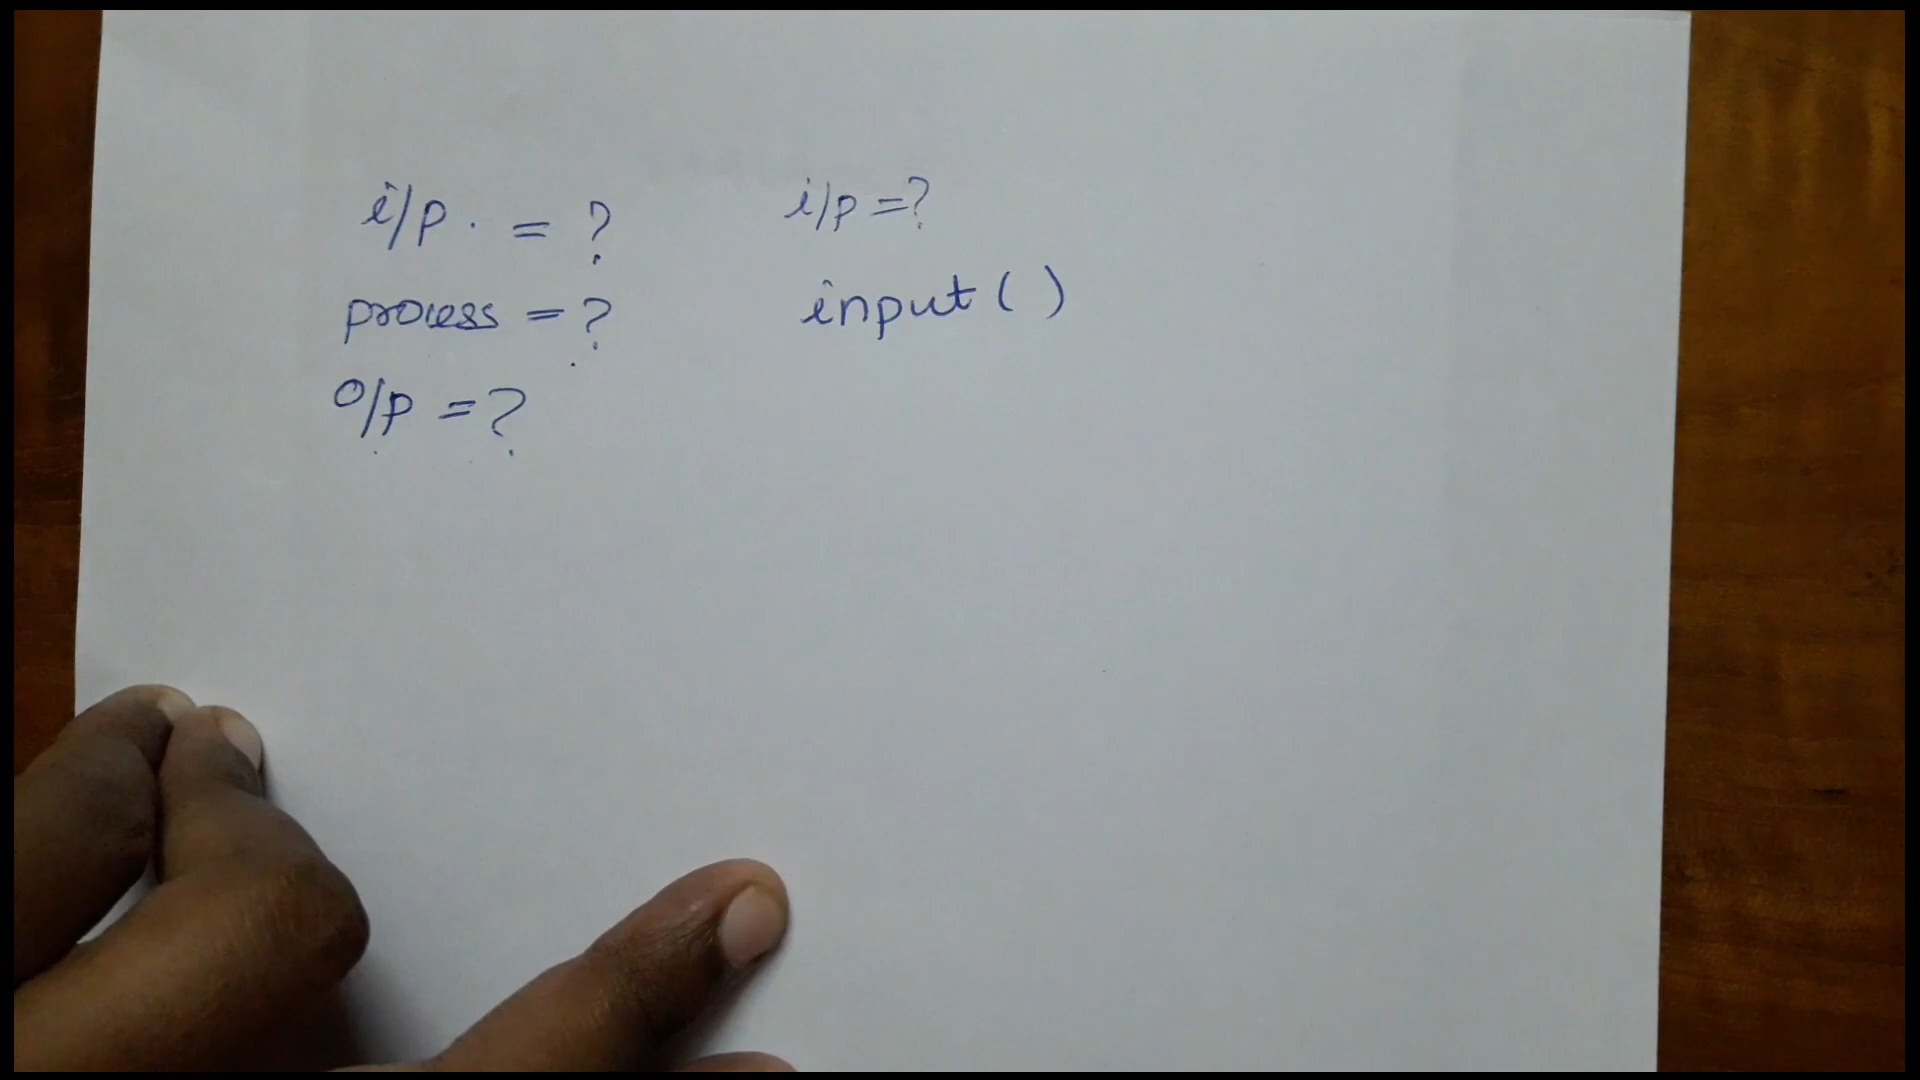 i/p . = ?
process = ?
o/p = ?
i/p = ?
input ( )